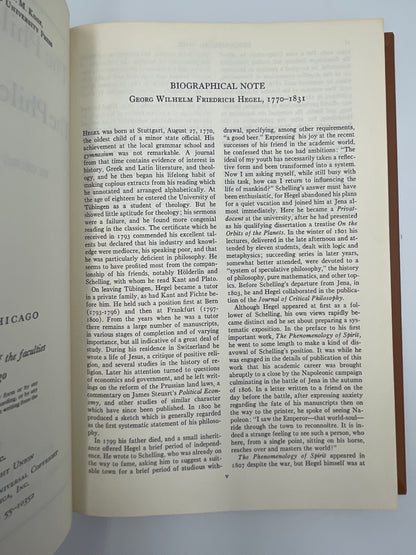 M. KNOX
UNIVERSITY PRESS
CHICAGO
the faculties
IGHT UNION
NIVERSAL COPYRIGHT
ICA, INC.
55-10352
BIOGRAPHICAL NOTE
GEORG WILHELM FRIEDRICH HEGEL, 1770–1831
HEGEL was born at Stuttgart, August 27, 1770,
the oldest child of a minor state official. His
achievement at the local grammar school and
gymnasium was not remarkable. A journal
from that time contains evidence of interest in
history, Greek and Latin literature, and theol-
ogy, and he then began his lifelong habit of
making copious extracts from his reading which
he annotated and arranged alphabetically. At
the age of eighteen he entered the University of
Tübingen as a student of theology. But he
showed little aptitude for theology; his sermons
were a failure, and he found more congenial
reading in the classics. The certificate which he
received in 1793 commended his excellent tal-
ents but declared that his industry and knowl-
edge were mediocre, his speaking poor, and that
he was particularly deficient in philosophy. He
seems to have profited most from the compan-
ionship of his friends, notably Hölderlin and
Schelling, with whom he read Kant and Plato.
On leaving Tübingen, Hegel became a tutor
in a private family, as had Kant and Fichte before
him. He held such a position first at Bern
(1793-1796) and then at Frankfurt (1797-
1800). From the years when he was a tutor
there remains a large number of manuscripts,
in various stages of completion and of varying
importance, but all indicative of a great deal of
study. During his residence in Switzerland he
wrote a life of Jesus, a critique of positive relig-
ion, and several studies in the history of relig-
ion. Later his attention turned to questions
of economics and government, and he left writ-
ings on the reform of the Prussian land laws, a
commentary on James Steuart's Political Econ-
omy, and other studies of similar character
which have since been published. In 1800 he
produced a sketch which is generally regarded
as the first systematic statement of his philoso-
phy.
In 1799 his father died, and a small inherit-
ance offered Hegel a brief period of independ-
ence. He wrote to Schelling, who was already on
the way to fame, asking him to suggest a suit-
able town for a brief period of studious with-
drawal, specifying, among other requirements,
"a good beer." Expressing his joy at the recent
successes of his friend in the academic world,
he confessed that he too had ambitions: "The
ideal of my youth has necessarily taken a reflec-
tive form and been transformed into a system.
Now I am asking myself, while still busy with
this task, how can I return to influencing the
life of mankind?" Schelling's answer must have
been enthusiastic, for Hegel abandoned his plans
for a quiet vacation and joined him at Jena al-
most immediately. Here he became a Privat-
docent at the university, after he had presented
as his qualifying dissertation a treatise On the
Orbits of the Planets. In the winter of 1801 his
lectures, delivered in the late afternoon and at-
tended by eleven students, dealt with logic and
metaphysics; succeeding series in later years,
somewhat better attended, were devoted to a
"system of speculative philosophy," the history
of philosophy, pure mathematics, and other top-
ics. Before Schelling's departure from Jena, in
1803, he and Hegel collaborated in the publica-
tion of the Journal of Critical Philosophy.
Although Hegel appeared at first as a fol-
lower of Schelling, his own views rapidly be-
came distinct and he set about preparing a sys-
tematic exposition. In the preface to his first
important work, The Phenomenology of Spirit,
he went to some length to make a kind of dis-
avowal of Schelling's position. It was while he
was engaged in the details of publication of this
work that his academic career was brought
abruptly to a close by the Napoleonic campaign
culminating in the battle of Jena in the autumn
of 1806. In a letter written to a friend on the
day before the battle, after expressing anxiety
regarding the fate of his manuscript then on
the way to the printer, he spoke of seeing Na-
poleon: "I saw the Emperor—that world-soul—
ride through the town to reconnoitre. It is in-
deed a strange feeling to see such a person, who
here, from a single point, sitting on his horse,
reaches over and masters the world!"
The Phenomenology of Spirit appeared in
1807 despite the war, but Hegel himself was at
v